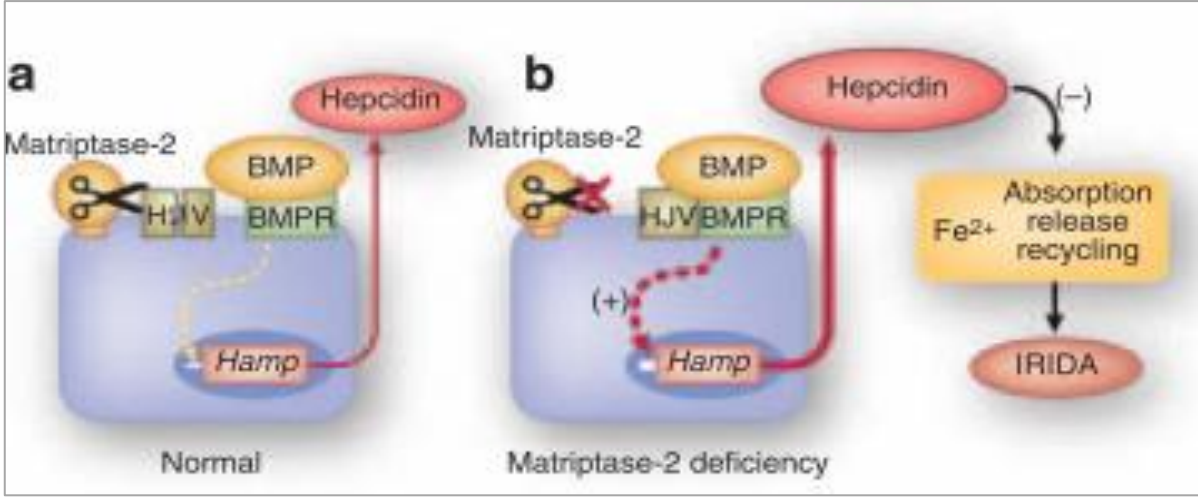 a
Hepcidin
Matriptase-2
BMP
HJV
BMPR
Hamp
Normal
b
Hepcidin
(–)
Matriptase-2
BMP
HJV
BMPR
(+)
Hamp
Matriptase-2 deficiency
Fe²⁺
Absorption
release
recycling
IRIDA